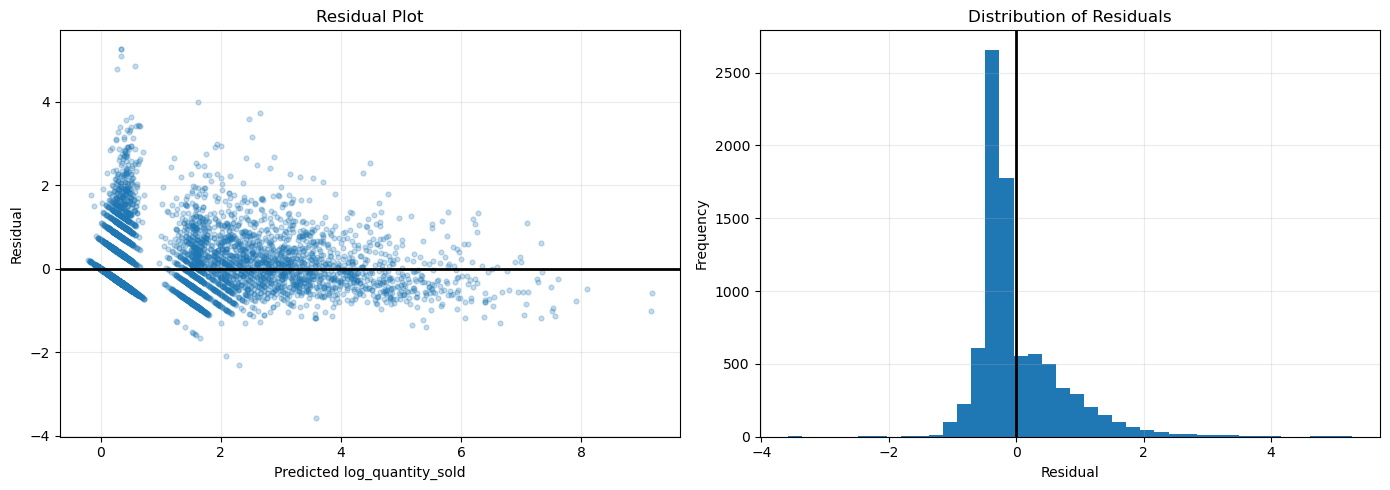 Residual Plot
Residual
4
2
0
−2
−4
0 2 4 6 8
Predicted log_quantity_sold
Distribution of Residuals
Frequency
2500
2000
1500
1000
500
0
−4 −2 0 2 4
Residual